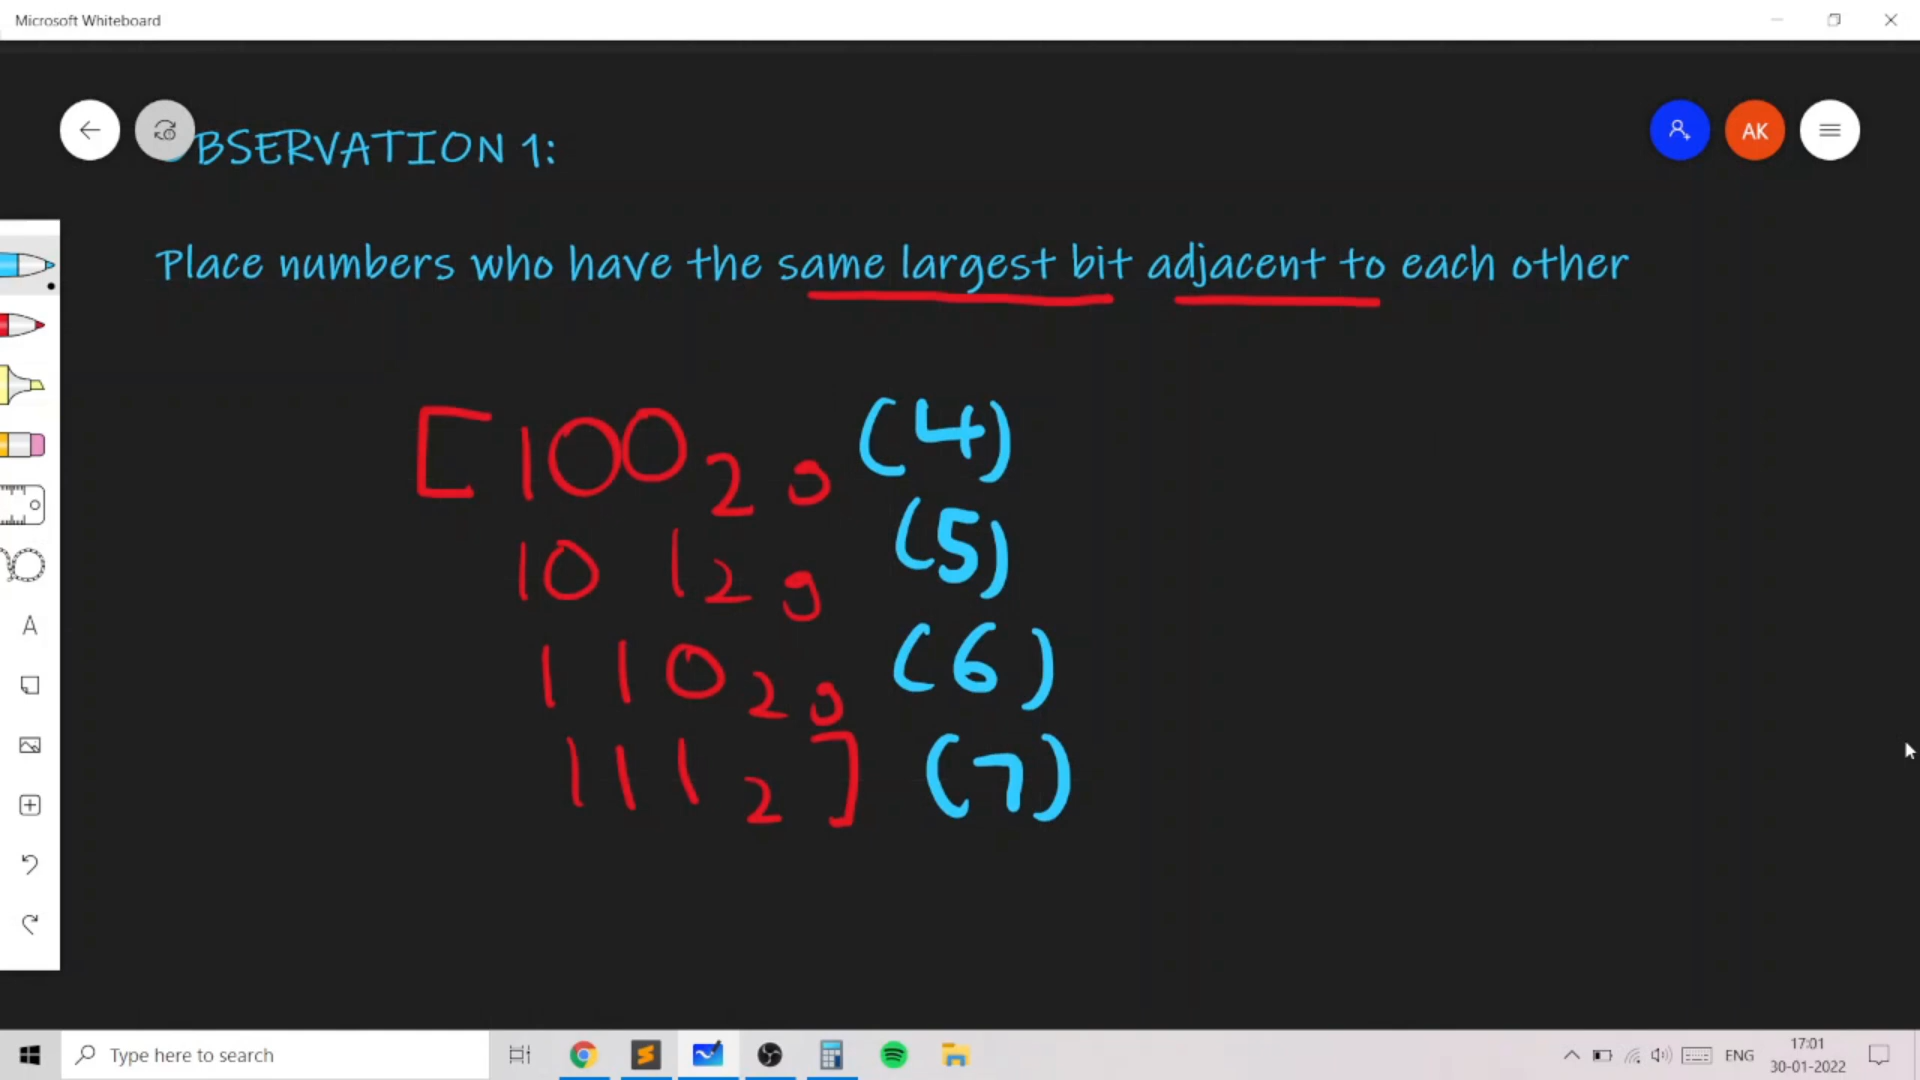 Microsoft Whiteboard
BSERVATION 1:
AK
Place numbers who have the same largest bit adjacent to each other
[100₂, (4)
101₂, (5)
110₂, (6)
111₂] (7)
A
Type here to search
ENG
17:01
30-01-2022